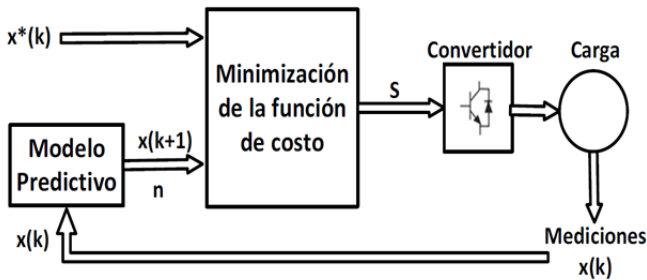 x*(k)
Minimización
de la función
de costo
S
Convertidor
Carga
Modelo
Predictivo
x(k+1)
n
x(k)
Mediciones
x(k)